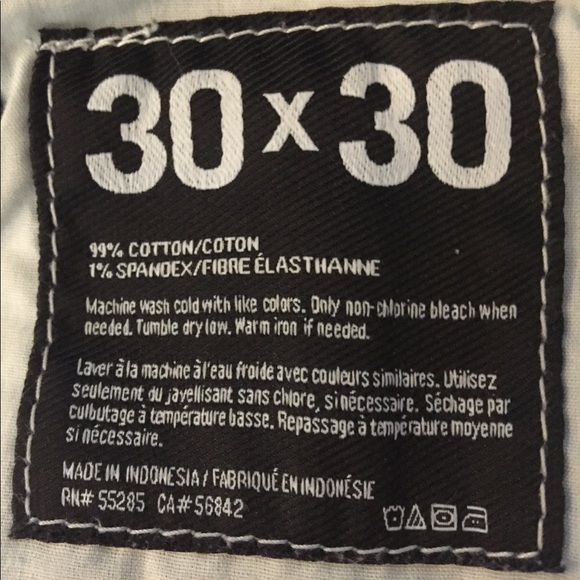 30 x 30
99% COTTON/COTON
1% SPANDEX/FIBRE ÉLASTHANNE
Machine wash cold with like colors. Only non-chlorine bleach when
needed. Tumble dry low. Warm iron if needed.
Laver à la machine à l'eau froide avec couleurs similaires. Utilisez
seulement du javellisant sans chlore, si nécessaire. Séchage par
culbutage à température basse. Repassage à température moyenne
si nécessaire.
MADE IN INDONESIA / FABRIQUÉ EN INDONÉSIE
RN# 55285 CA# 56842